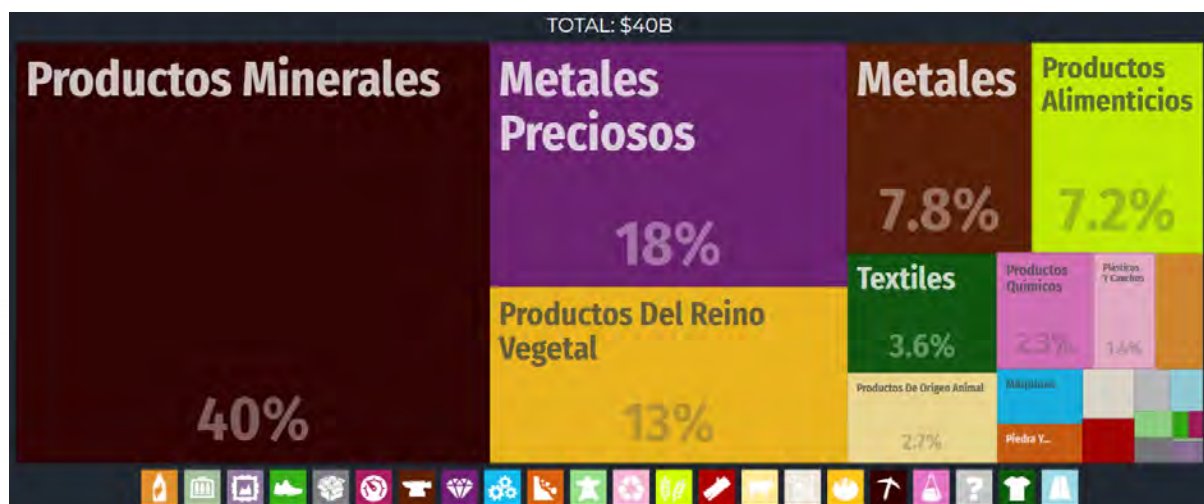 TOTAL: $40B
Productos Minerales
40%
Metales
Preciosos
18%
Productos Del Reino
Vegetal
13%
Metales
7.8%
Productos
Alimenticios
7.2%
Textiles
3.6%
Productos
Químicos
2.3%
Plásticos
Y Cauchos
1.6%
Productos De Origen Animal
2.7%
Máquinas
Piedra Y...
?